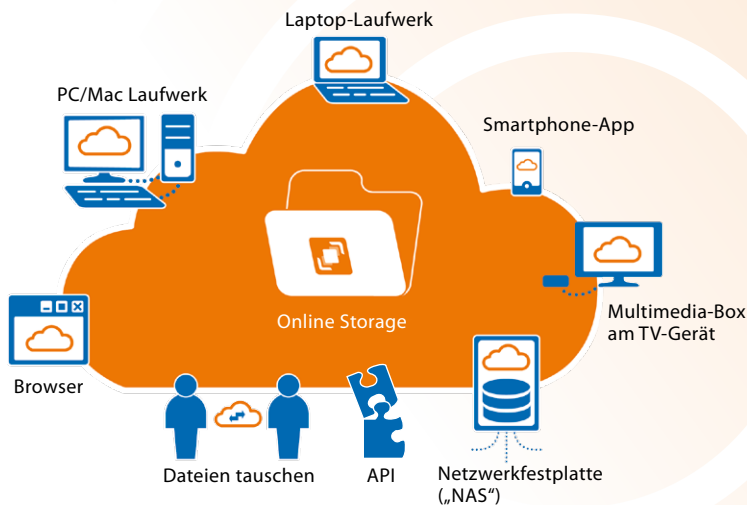 Laptop-Laufwerk
PC/Mac Laufwerk
Smartphone-App
Online Storage
Multimedia-Box
am TV-Gerät
Browser
Dateien tauschen
API
Netzwerkfestplatte
(„NAS“)